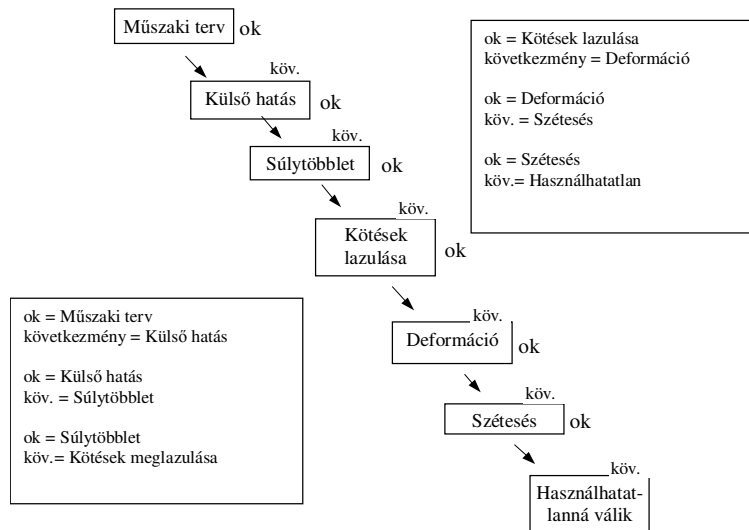 Műszaki terv ok
köv.
Külső hatás ok
köv.
Súlytöbblet ok
köv.
Kötések
lazulása
ok
köv.
Deformáció
ok
köv.
Szétesés ok
köv.
Használhatat-
lanná válik
ok = Kötések lazulása
következmény = Deformáció
ok = Deformáció
köv. = Szétesés
ok = Szétesés
köv.= Használhatatlan
ok = Műszaki terv
következmény = Külső hatás
ok = Külső hatás
köv. = Súlytöbblet
ok = Súlytöbblet
köv.= Kötések meglazulása